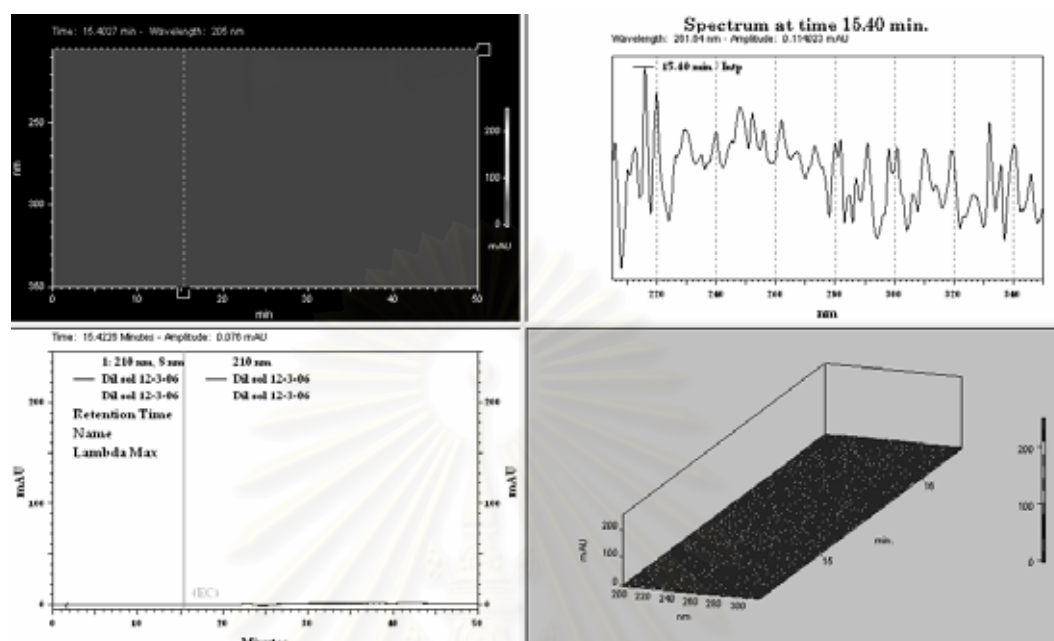 Time: 15.4027 min - Wavelength: 205 nm
250
300
350
nm
0 10 20 30 40 50
min
200
100
0
mAU
Spectrum at time 15.40 min.
Wavelength: 201.04 nm - Amplitude: 0.114023 mAU
15.40 min / Intp
220 240 260 280 300 320 340
nm
Time: 15.4226 Minutes - Amplitude: 0.076 mAU
1: 210 nm, 8 nm
Dil sol 12-3-06
Dil sol 12-3-06
Retention Time
Name
Lambda Max
210 nm
Dil sol 12-3-06
Dil sol 12-3-06
mAU
200
100
0
(EC)
200
100
0
mAU
0 10 20 30 40 50
Minutes
200
100
0
mAU
200 220 240 260 280 300
nm
15
16
min.
200
100
0